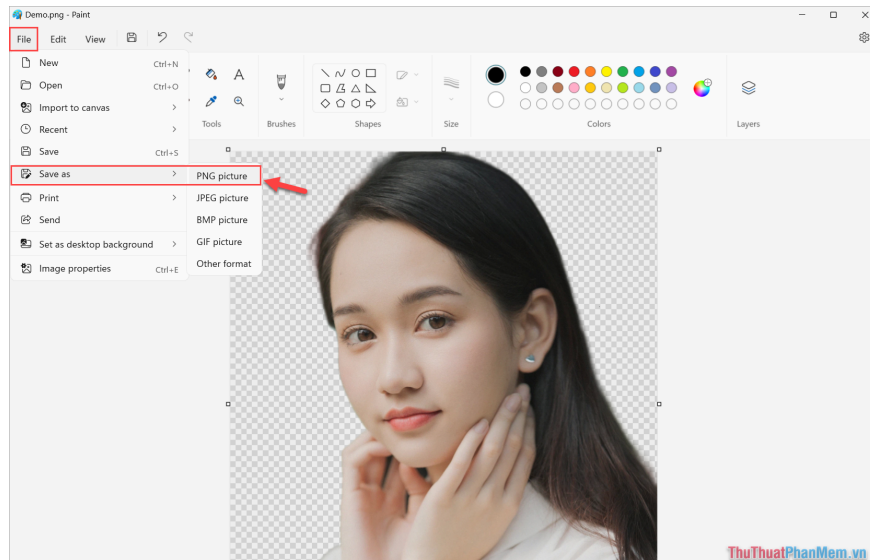 Demo.png - Paint
File Edit View
New Ctrl+N
Open Ctrl+O
Import to canvas
Recent
Save Ctrl+S
Save as
Print
Send
Set as desktop background
Image properties Ctrl+E
PNG picture
JPEG picture
BMP picture
GIF picture
Other format
A
Tools
Brushes
Shapes
Size
Colors
Layers
ThuThuatPhanMem.vn